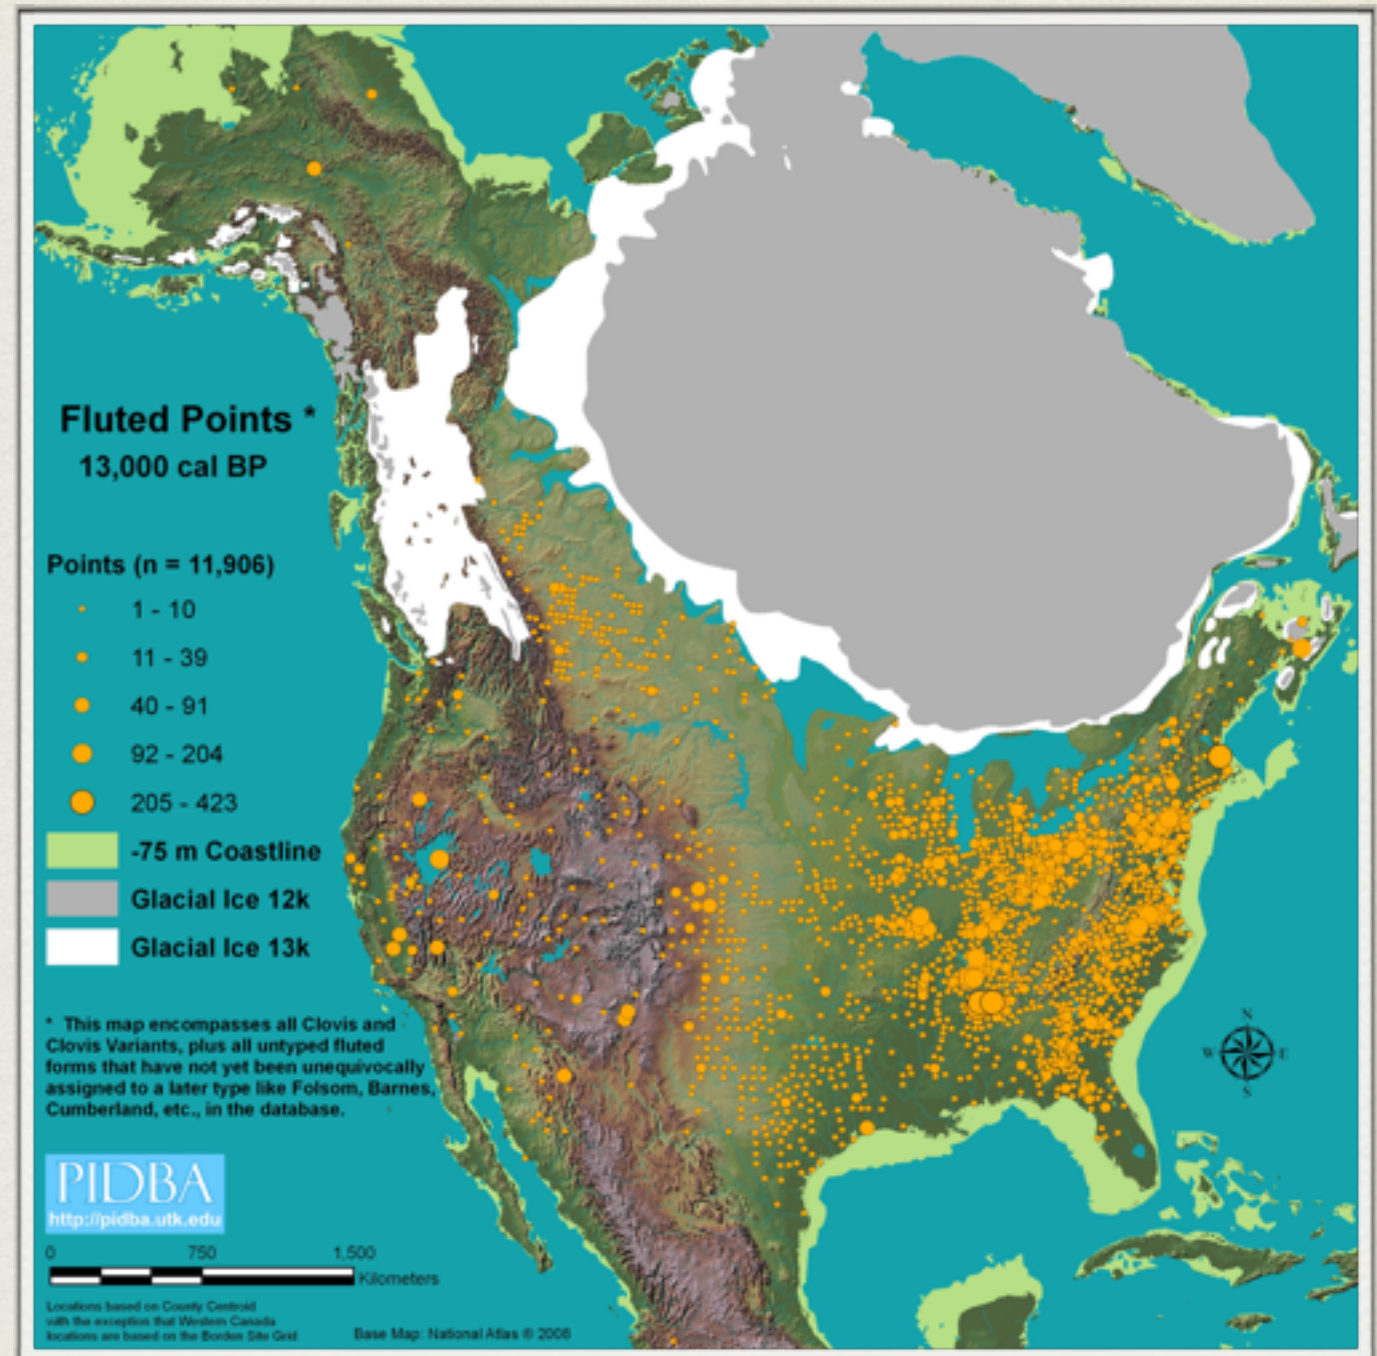 Fluted Points *
13,000 cal BP
Points (n = 11,906)
1 - 10
11 - 39
40 - 91
92 - 204
205 - 423
-75 m Coastline
Glacial Ice 12k
Glacial Ice 13k
* This map encompasses all Clovis and
Clovis Variants, plus all untyped fluted
forms that have not yet been unequivocally
assigned to a later type like Folsom, Barnes,
Cumberland, etc., in the database.
N
W E
S
PIDBA
http://pidba.utk.edu
0 750 1,500
Kilometers
Locations based on County Centroid
with the exception that Western Canada
locations are based on the Borden Site Grid
Base Map: National Atlas © 2008